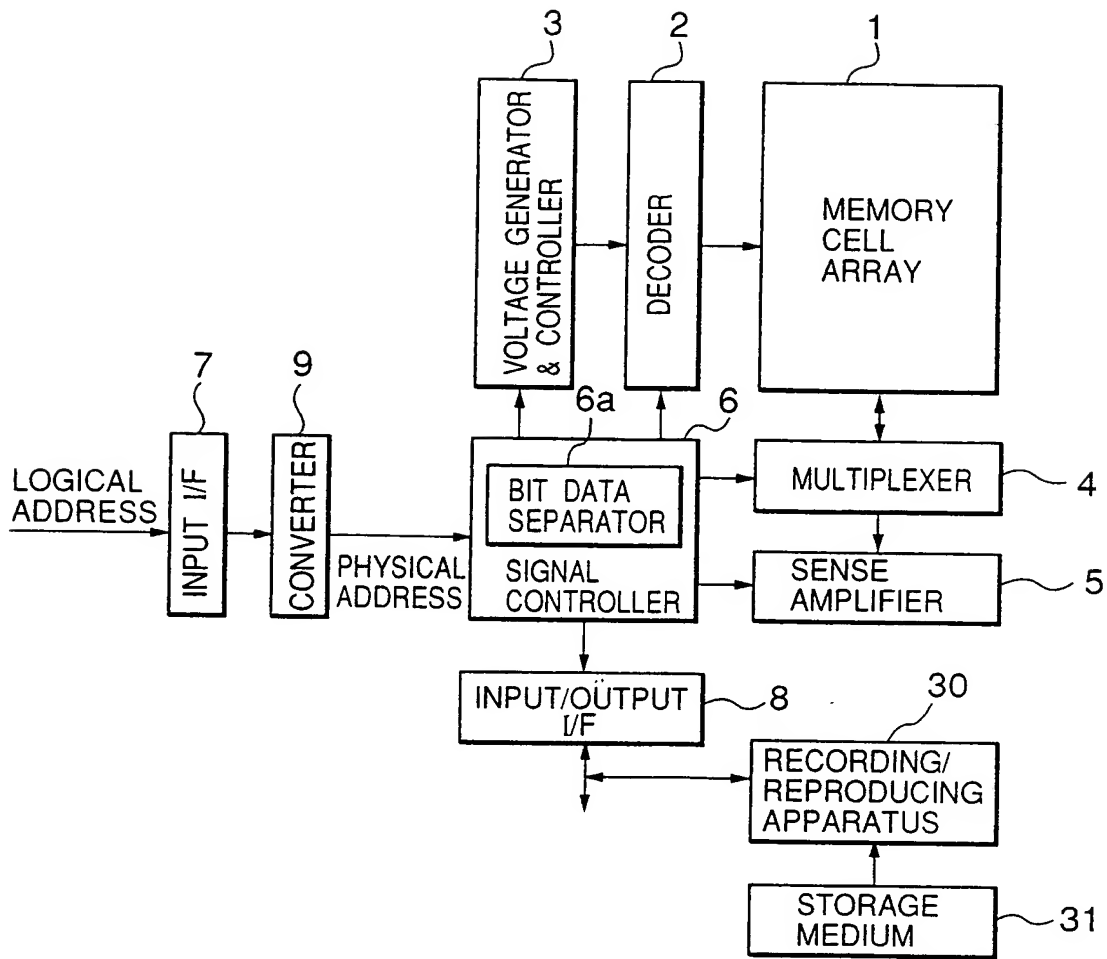 3
2
1
VOLTAGE GENERATOR
& CONTROLLER
DECODER
MEMORY
CELL
ARRAY
7
9
6a
6
LOGICAL
ADDRESS
INPUT I/F
CONVERTER
PHYSICAL
ADDRESS
BIT DATA
SEPARATOR
SIGNAL
CONTROLLER
MULTIPLEXER
4
SENSE
AMPLIFIER
5
INPUT/OUTPUT
I/F
8
30
RECORDING/
REPRODUCING
APPARATUS
STORAGE
MEDIUM
31